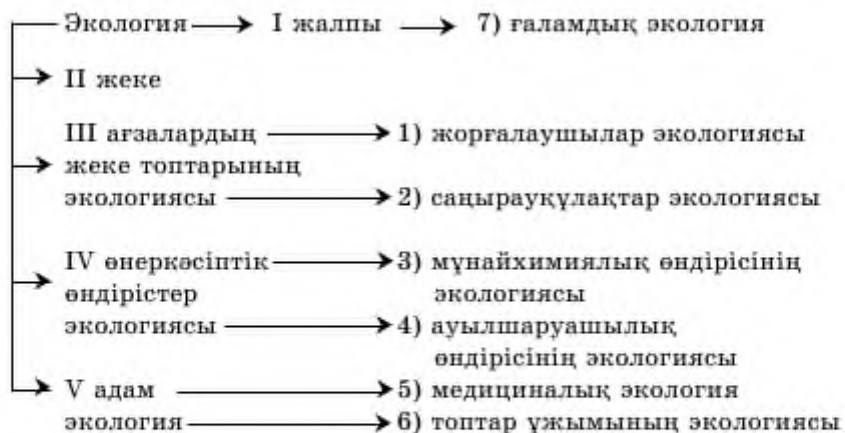 Экология → I жалпы → 7) ғаламдық экология
II жеке
III ағзалардың → 1) жорғалаушылар экологиясы
жеке топтарының
экологиясы → 2) саңырауқұлақтар экологиясы
IV өнеркәсіптік → 3) мұнайхимиялық өндірісінің
өндірістер экологиясы
экологиясы → 4) ауылшаруашылық
өндірісінің экологиясы
V адам → 5) медициналық экология
экология → 6) топтар ұжымының экологиясы